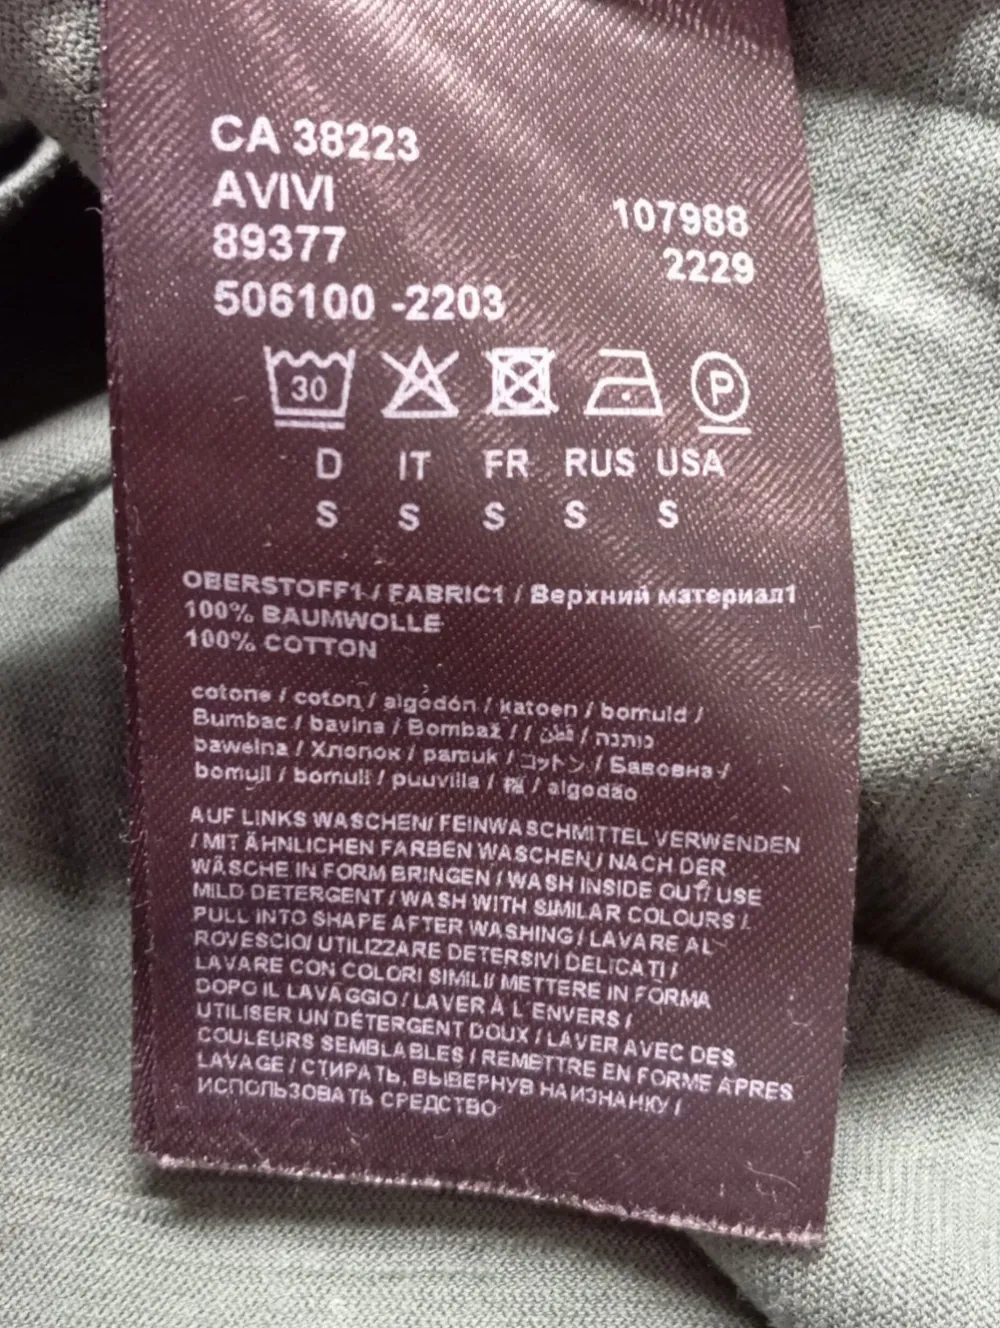 CA 38223
AVIVI
89377
506100 -2203
107988
2229
30
P
D IT FR RUS USA
S S S S S
OBERSTOFF1 / FABRIC1 / Верхний материал1
100% BAUMWOLLE
100% COTTON
cotone / coton / algódón / katoen / bomuld /
Bumbac / bavlna / Bombaž / / قطن / כותנה
bawełna / Хлопок / pamuk / コットン / Бавовна /
bomull / bomull / puuvilla / 棉 / algodão
AUF LINKS WASCHEN/ FEINWASCHMITTEL VERWENDEN
/ MIT ÄHNLICHEN FARBEN WASCHEN / NACH DER
WÄSCHE IN FORM BRINGEN / WASH INSIDE OUT/ USE
MILD DETERGENT / WASH WITH SIMILAR COLOURS /
PULL INTO SHAPE AFTER WASHING / LAVARE AL
ROVESCIO/ UTILIZZARE DETERSIVI DELICATI /
LAVARE CON COLORI SIMILI/ METTERE IN FORMA
DOPO IL LAVAGGIO / LAVER À L'ENVERS /
UTILISER UN DÉTERGENT DOUX / LAVER AVEC DES
COULEURS SEMBLABLES / REMETTRE EN FORME APRES
LAVAGE / СТИРАТЬ, ВЫВЕРНУВ НАИЗНАНКУ /
ИСПОЛЬЗОВАТЬ СРЕДСТВО